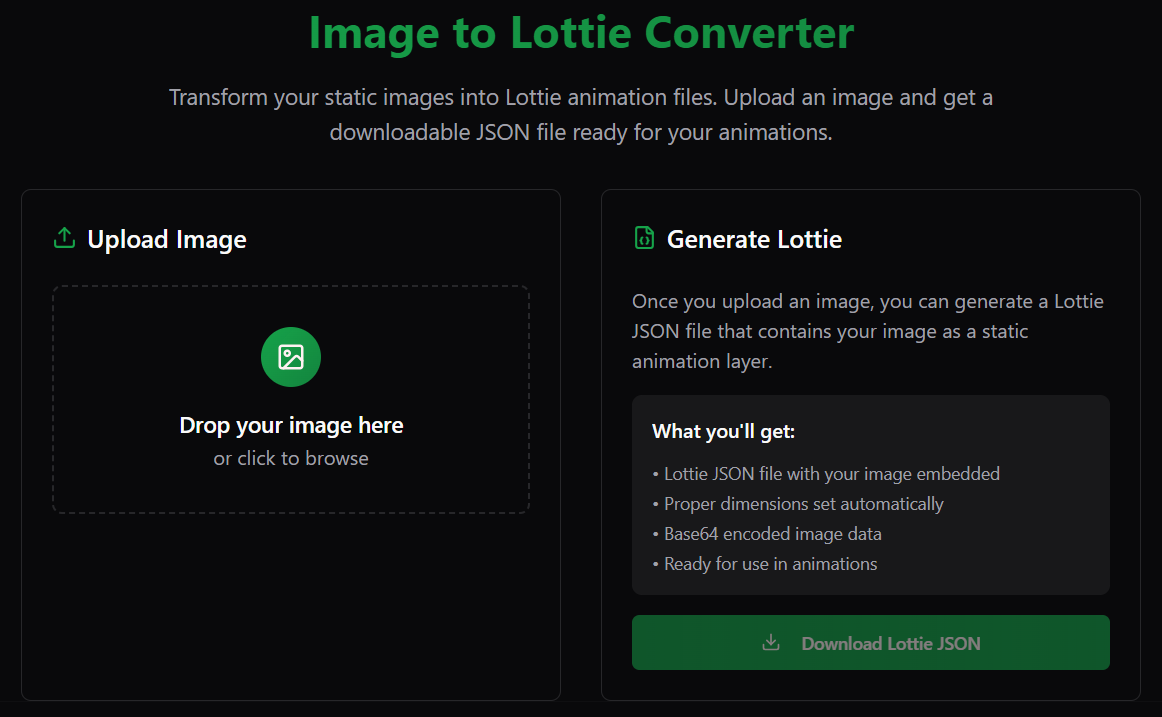 Image to Lottie Converter
Transform your static images into Lottie animation files. Upload an image and get a
downloadable JSON file ready for your animations.
Upload Image
Drop your image here
or click to browse
Generate Lottie
Once you upload an image, you can generate a Lottie
JSON file that contains your image as a static
animation layer.
What you'll get:
• Lottie JSON file with your image embedded
• Proper dimensions set automatically
• Base64 encoded image data
• Ready for use in animations
Download Lottie JSON